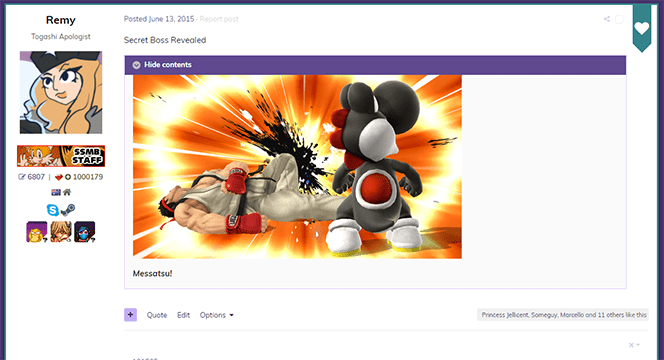 Remy
Togashi Apologist
SSMB
STAFF
6807 | 1000179
Posted June 13, 2015 · Report post
Secret Boss Revealed
Hide contents
Messatsu!
+ Quote Edit Options
Princess Jellicent, Someguy, Marcello and 11 others like this